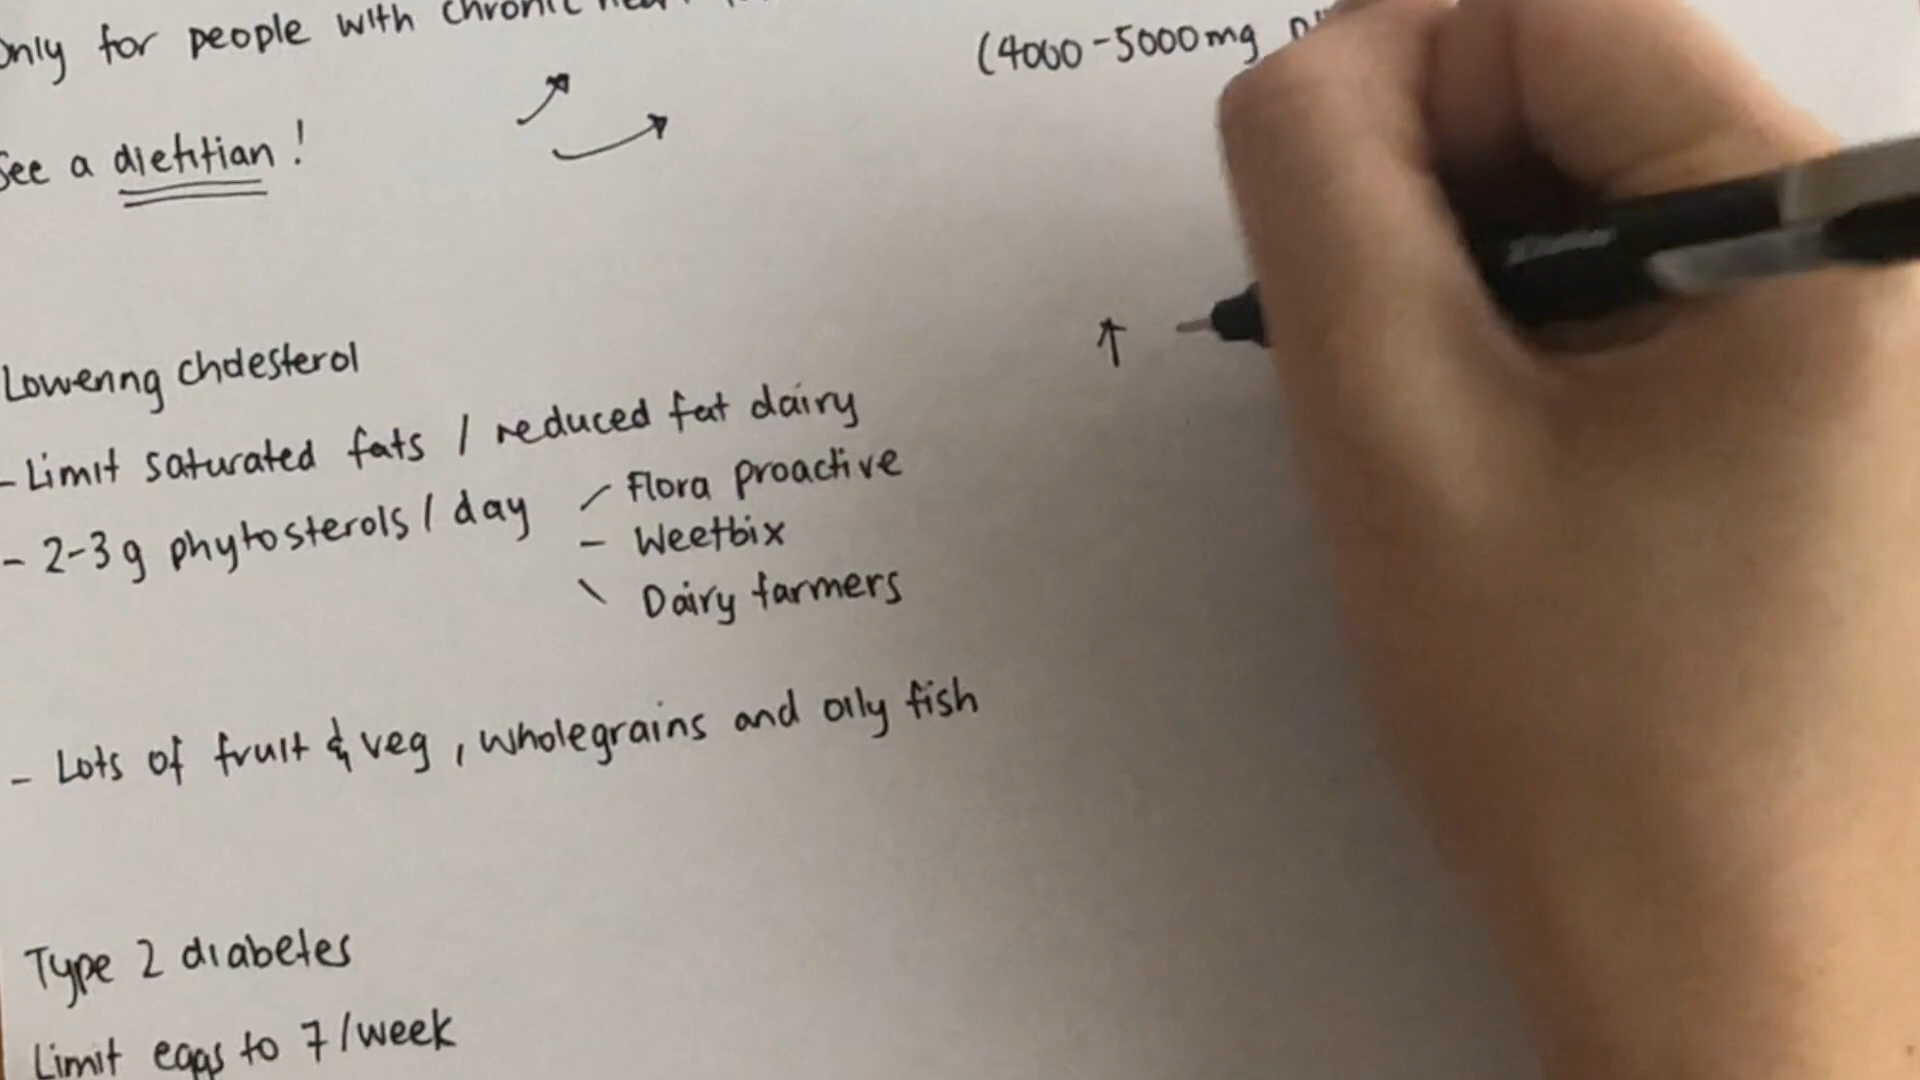 Only for people with chronic
(4000-5000mg
See a dietitian !
↑
Lowering cholesterol
- Limit saturated fats / reduced fat dairy
- 2-3g phytosterols / day
Flora proactive
- Weetbix
Dairy farmers
- Lots of fruit & veg, wholegrains and oily fish
Type 2 diabetes
Limit eggs to 7/week